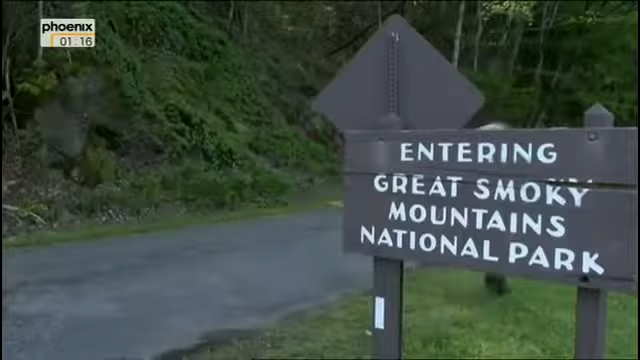 phoenix
01:16
ENTERING
GREAT SMOKY
MOUNTAINS
NATIONAL PARK